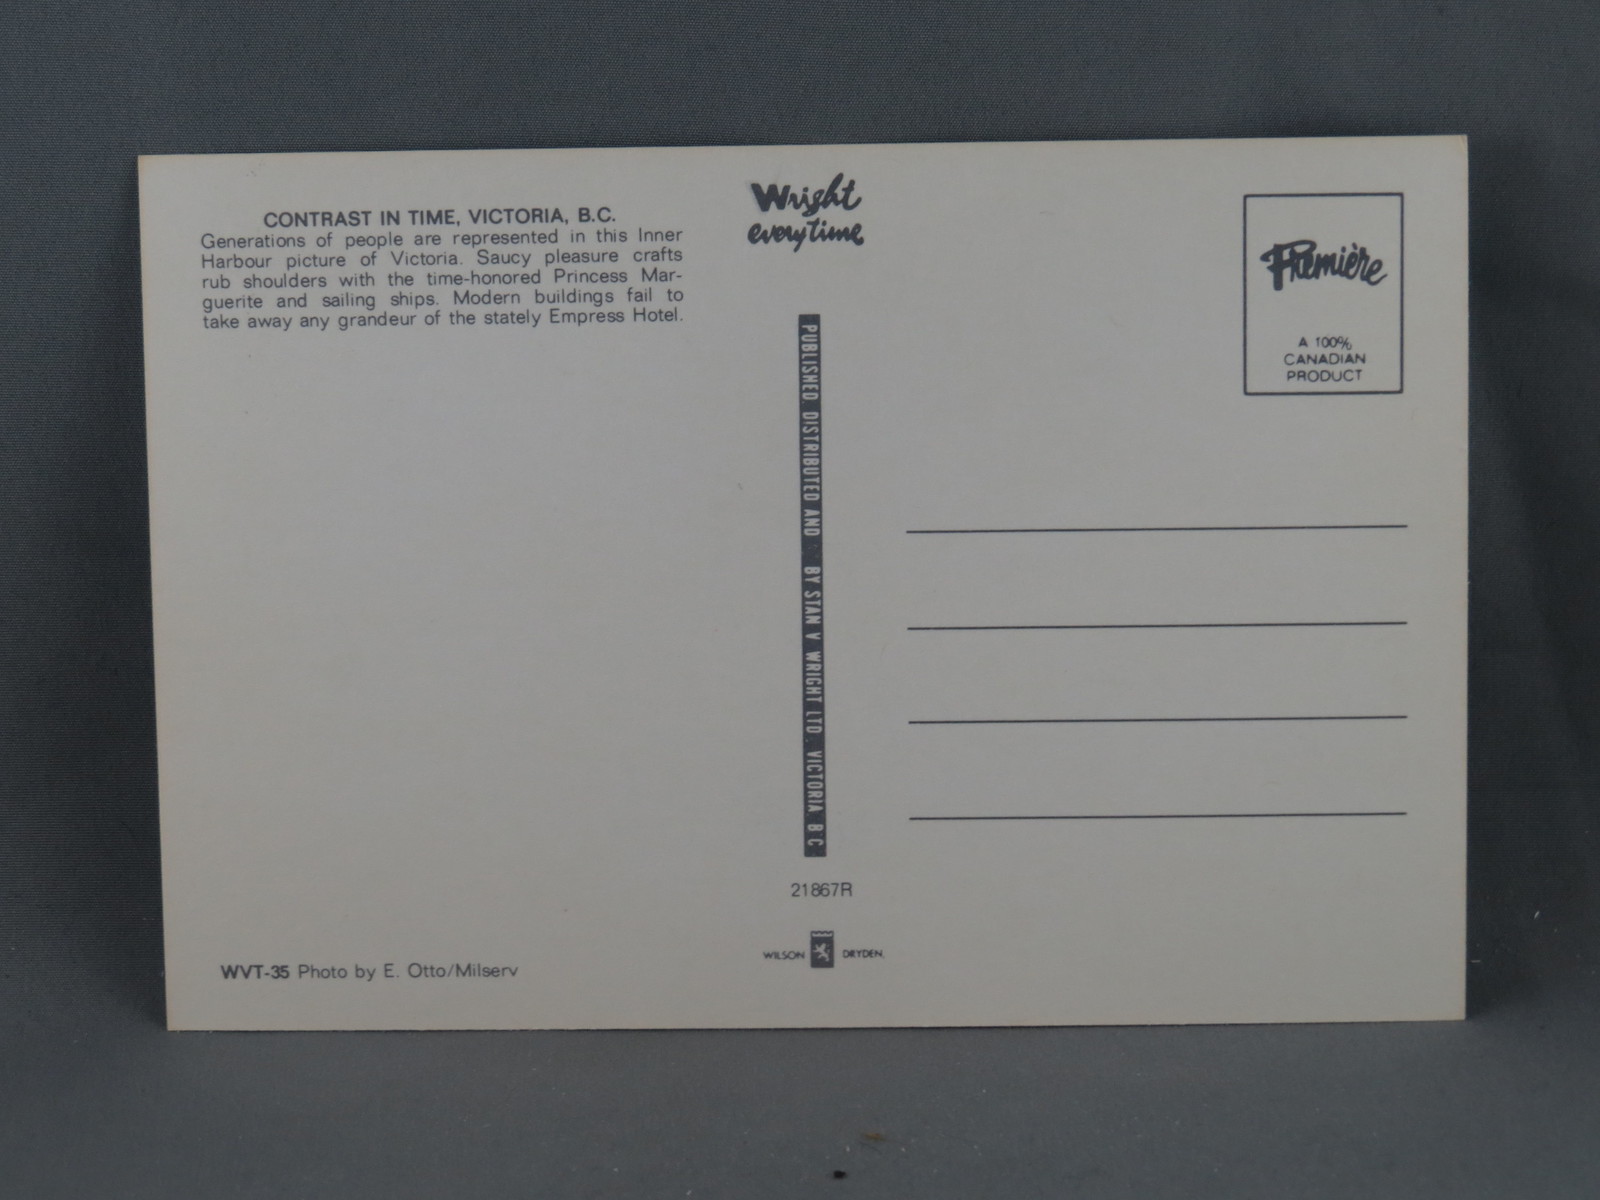 CONTRAST IN TIME, VICTORIA, B.C.
Generations of people are represented in this Inner
Harbour picture of Victoria. Saucy pleasure crafts
rub shoulders with the time-honored Princess Mar-
guerite and sailing ships. Modern buildings fail to
take away any grandeur of the stately Empress Hotel.
WVT-35 Photo by E. Otto/Milserv
Wright
everytime
PUBLISHED, DISTRIBUTED AND BY STAN V. WRIGHT LTD., VICTORIA, B.C.
21867R
WILSON DRYDEN
Première
A 100%
CANADIAN
PRODUCT